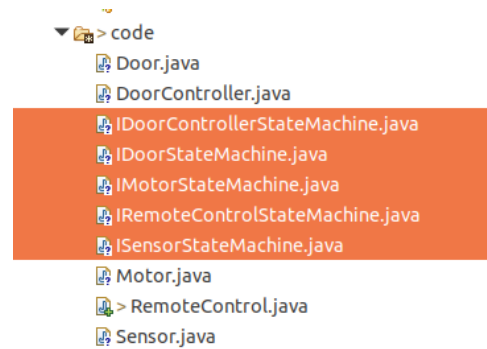 > code
Door.java
DoorController.java
IDoorControllerStateMachine.java
IDoorStateMachine.java
IMotorStateMachine.java
IRemoteControlStateMachine.java
ISensorStateMachine.java
Motor.java
> RemoteControl.java
Sensor.java